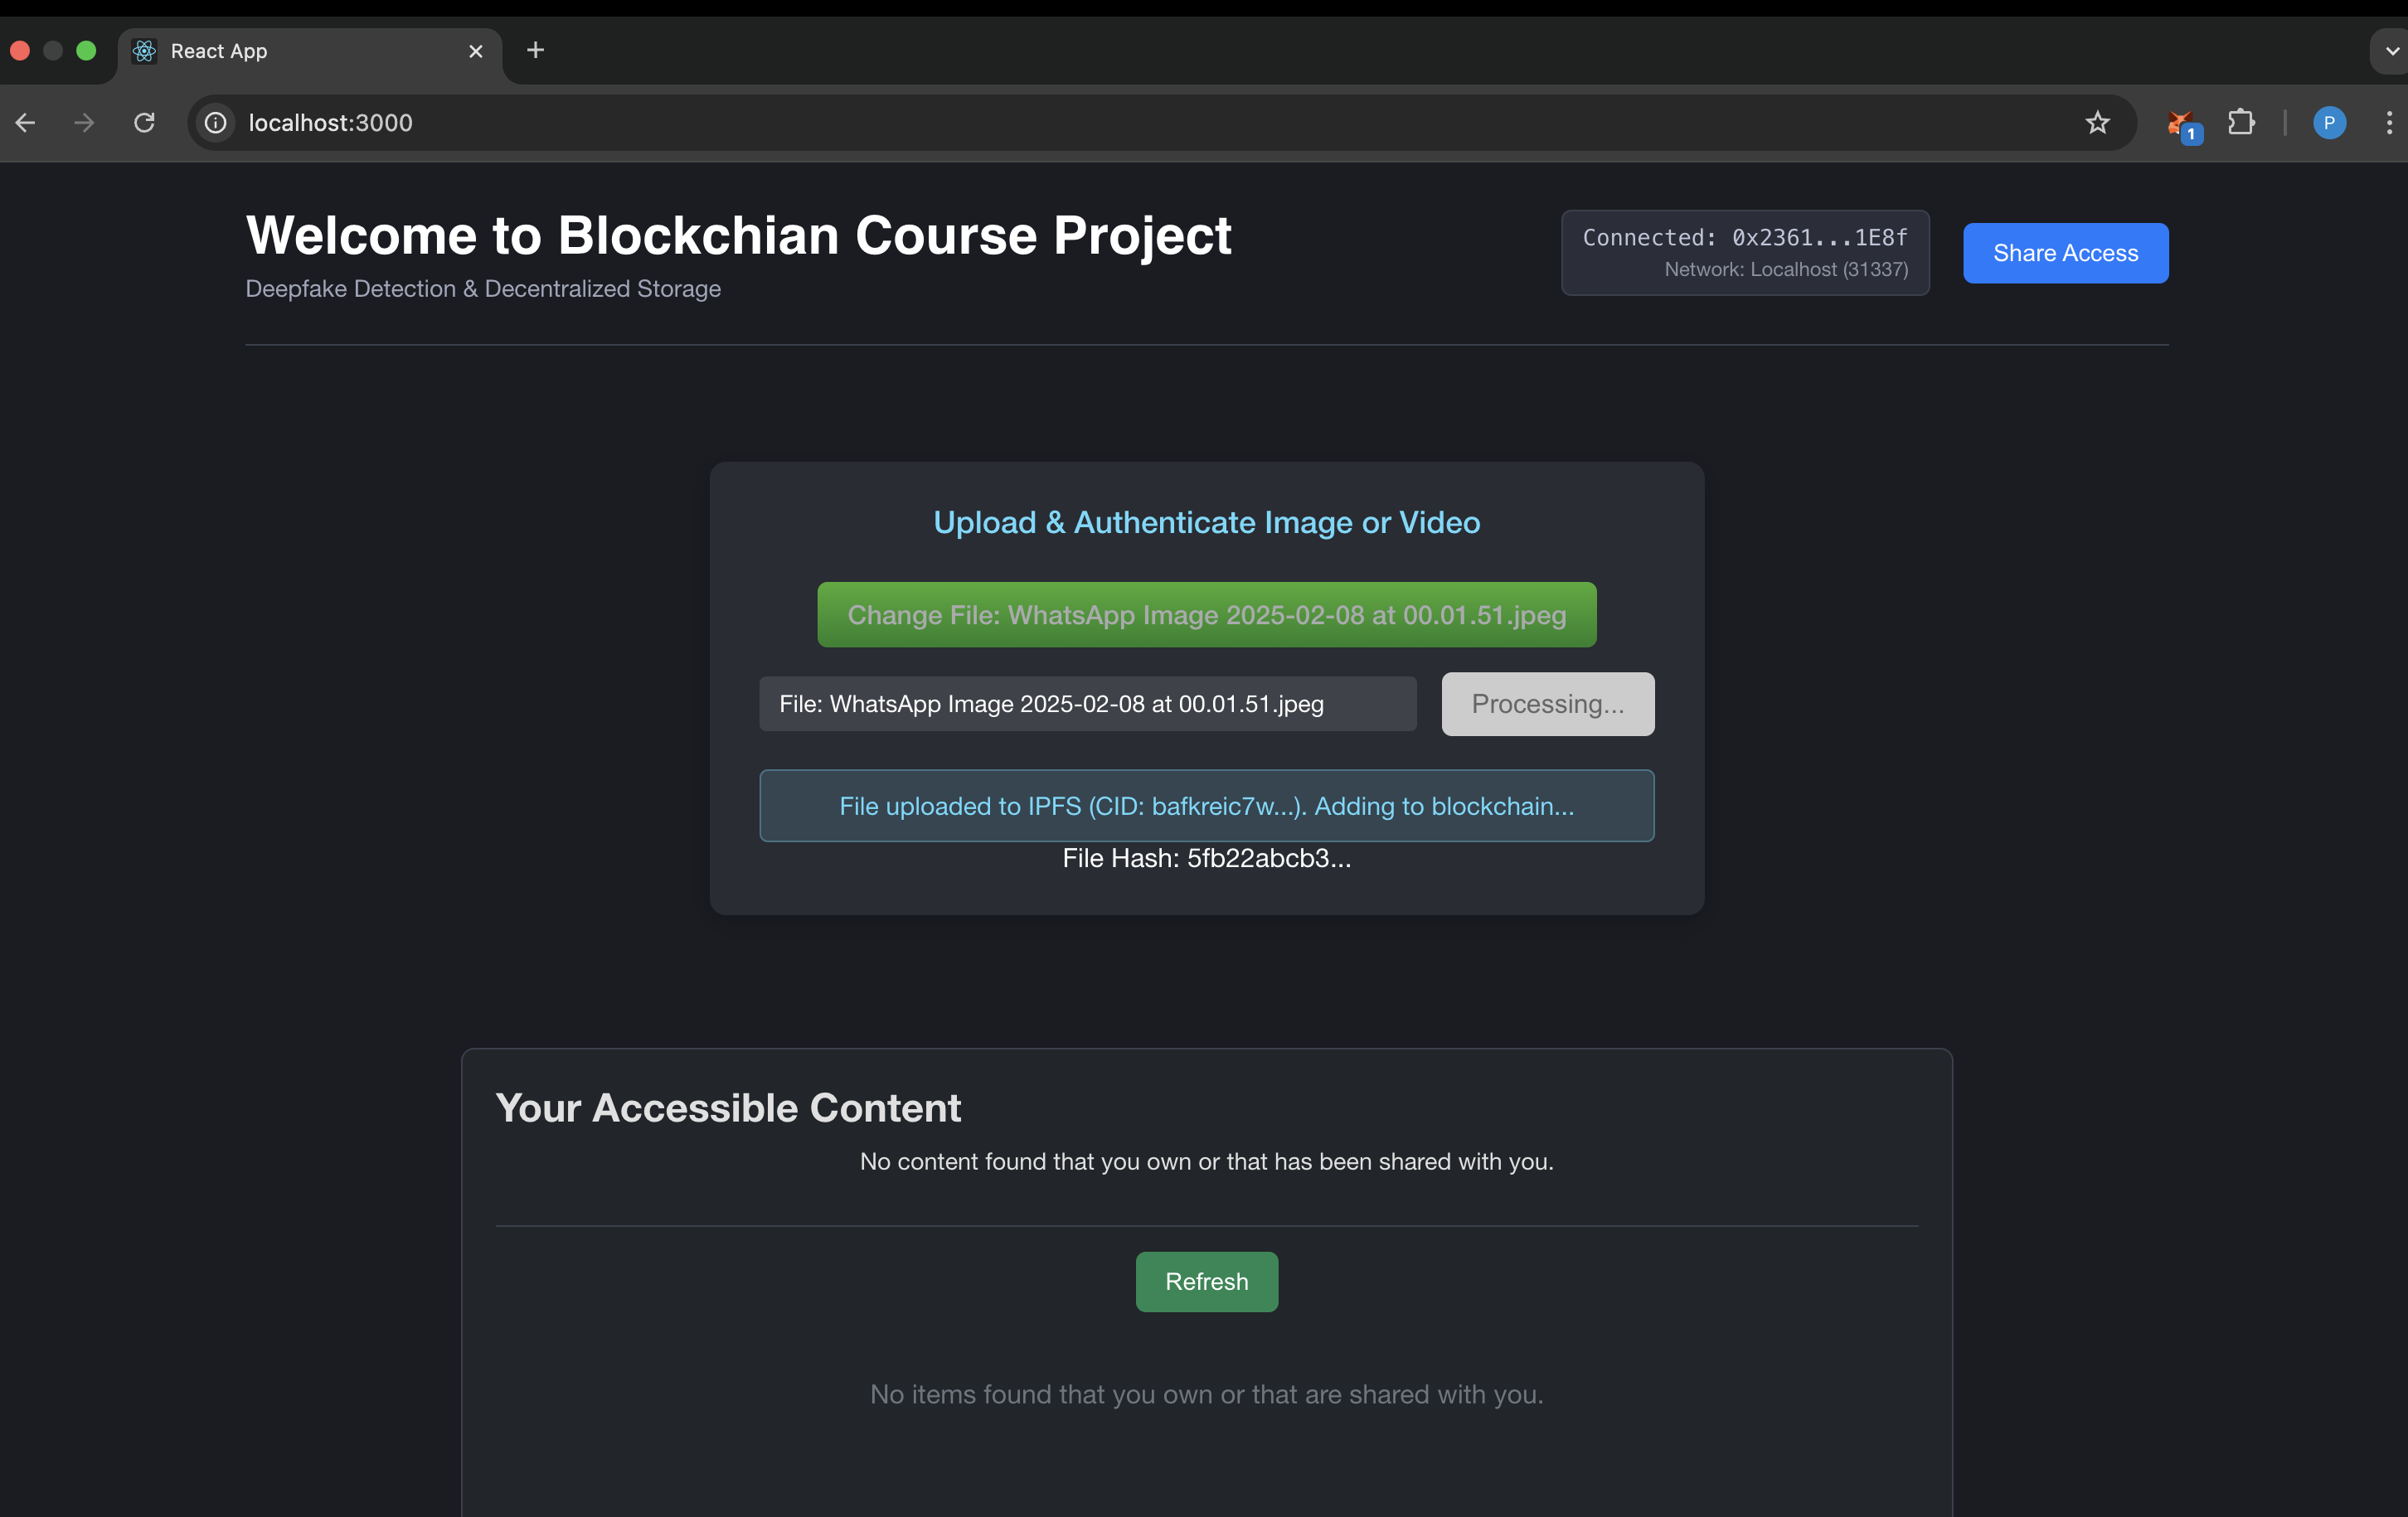 React App
localhost:3000
1
P
Welcome to Blockchian Course Project
Deepfake Detection & Decentralized Storage
Connected: 0x2361...1E8f
Network: Localhost (31337)
Share Access
Upload & Authenticate Image or Video
Change File: WhatsApp Image 2025-02-08 at 00.01.51.jpeg
File: WhatsApp Image 2025-02-08 at 00.01.51.jpeg
Processing...
File uploaded to IPFS (CID: bafkreic7w...). Adding to blockchain...
File Hash: 5fb22abcb3...
Your Accessible Content
No content found that you own or that has been shared with you.
Refresh
No items found that you own or that are shared with you.